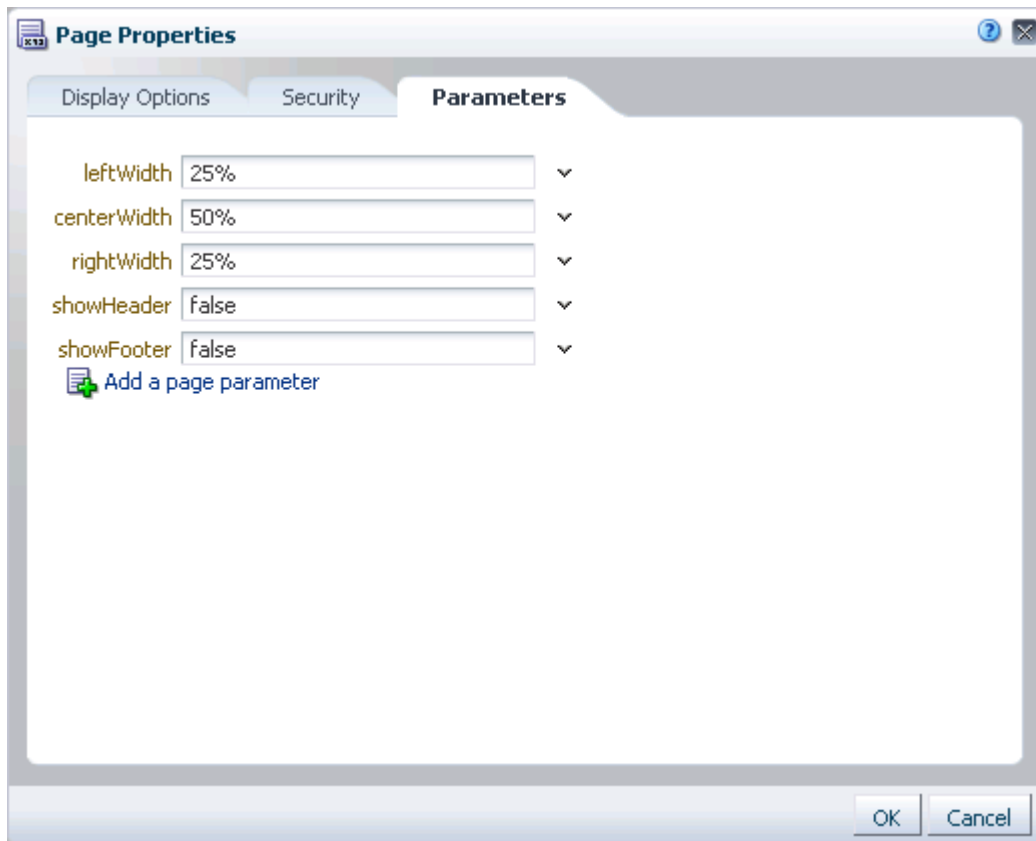 Page Properties
Display Options Security Parameters
leftWidth 25%
centerWidth 50%
rightWidth 25%
showHeader false
showFooter false
Add a page parameter
OK Cancel